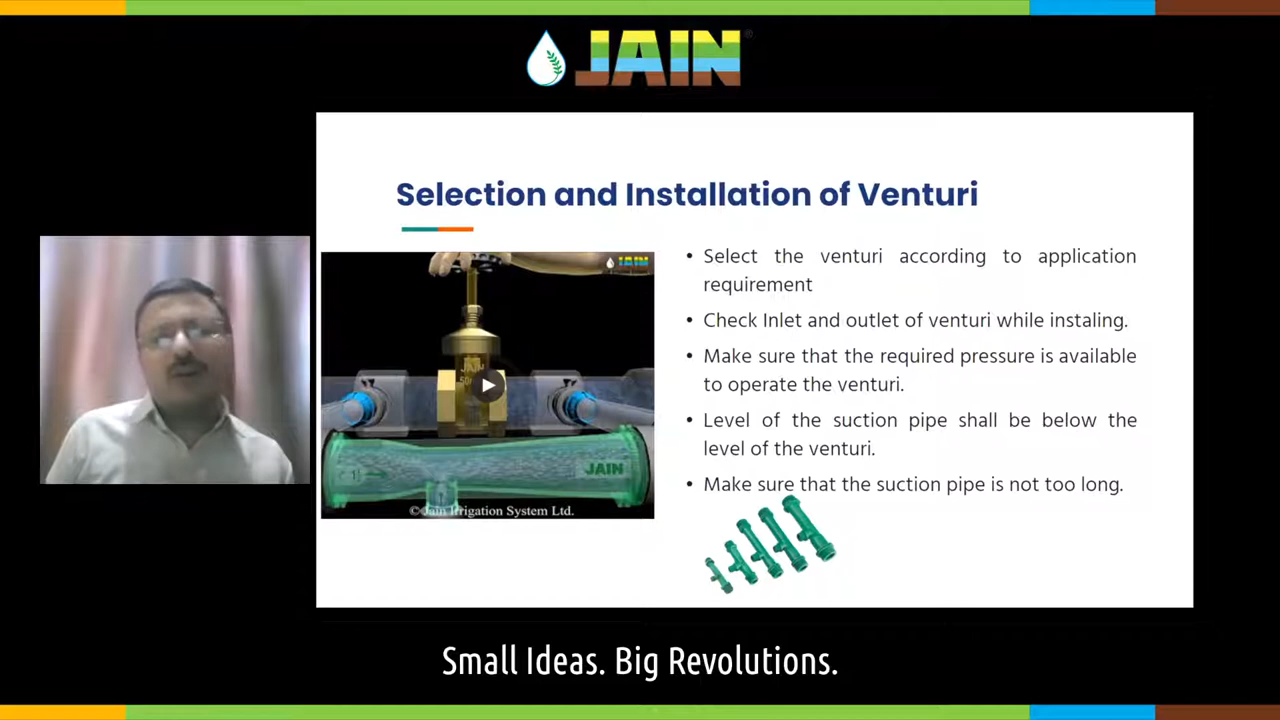 JAIN®
Selection and Installation of Venturi
JAIN
JAIN
JAIN
© Jain Irrigation System Ltd.
• Select the venturi according to application
requirement
• Check Inlet and outlet of venturi while instaling.
• Make sure that the required pressure is available
to operate the venturi.
• Level of the suction pipe shall be below the
level of the venturi.
• Make sure that the suction pipe is not too long.
Small Ideas. Big Revolutions.